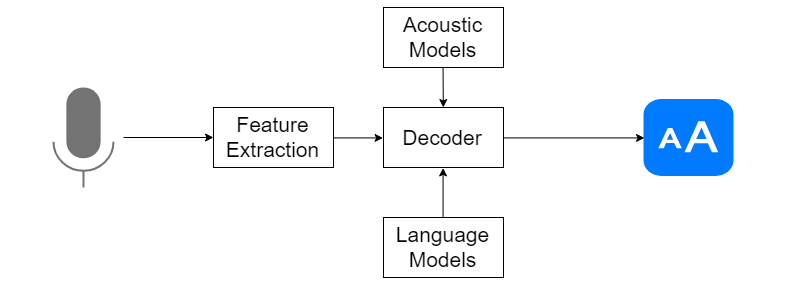 Acoustic
Models
Feature
Extraction
Decoder
AA
Language
Models